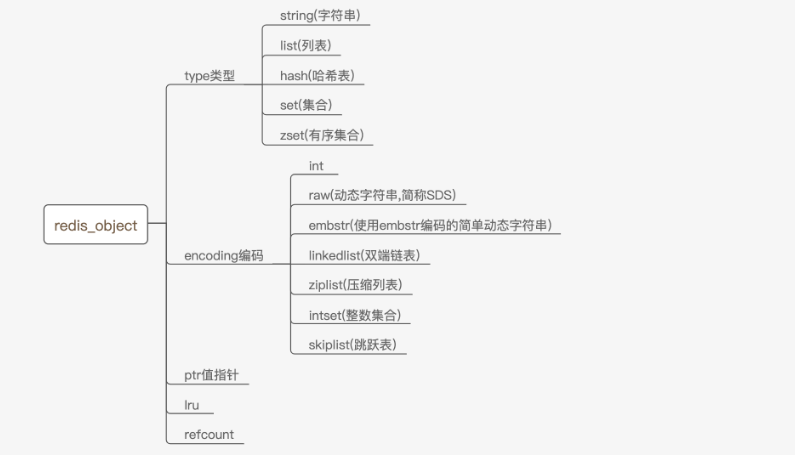 string(字符串)
list(列表)
type类型
hash(哈希表)
set(集合)
zset(有序集合)
int
raw(动态字符串,简称SDS)
redis_object
embstr(使用embstr编码的简单动态字符串)
encoding编码
linkedlist(双端链表)
ziplist(压缩列表)
intset(整数集合)
skiplist(跳跃表)
ptr值指针
lru
refcount